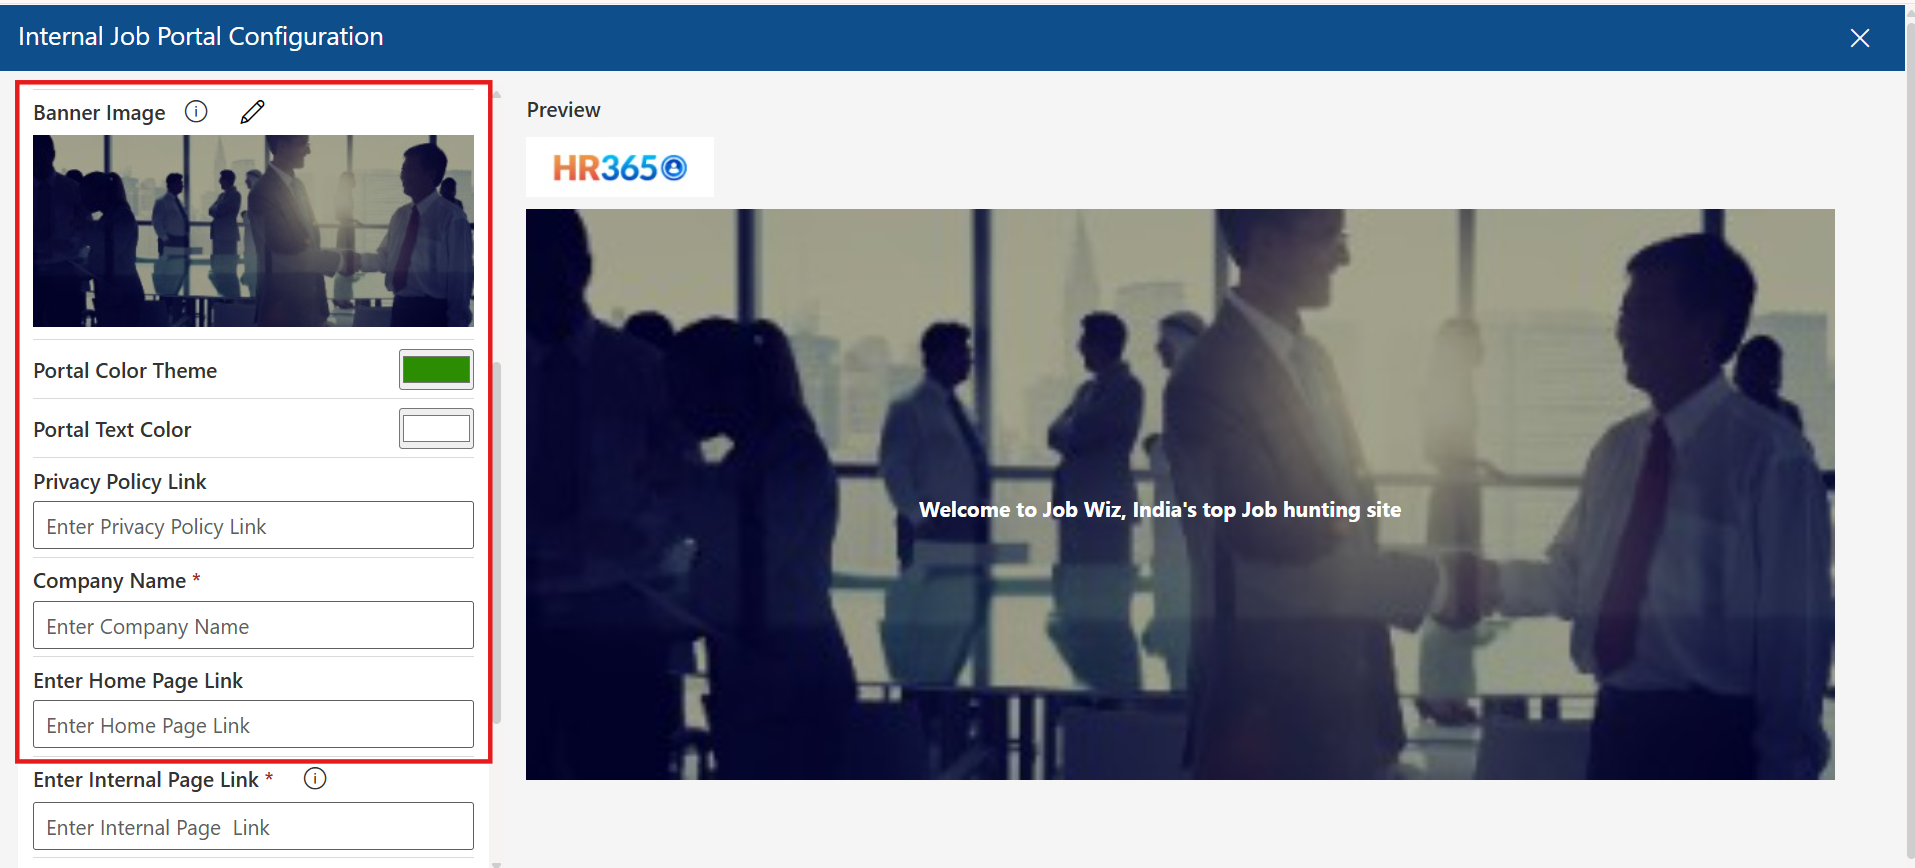 Internal Job Portal Configuration
Banner Image
Portal Color Theme
Portal Text Color
Privacy Policy Link
Enter Privacy Policy Link
Company Name *
Enter Company Name
Enter Home Page Link
Enter Home Page Link
Enter Internal Page Link *
Enter Internal Page Link
Preview
HR365
Welcome to Job Wiz, India's top Job hunting site